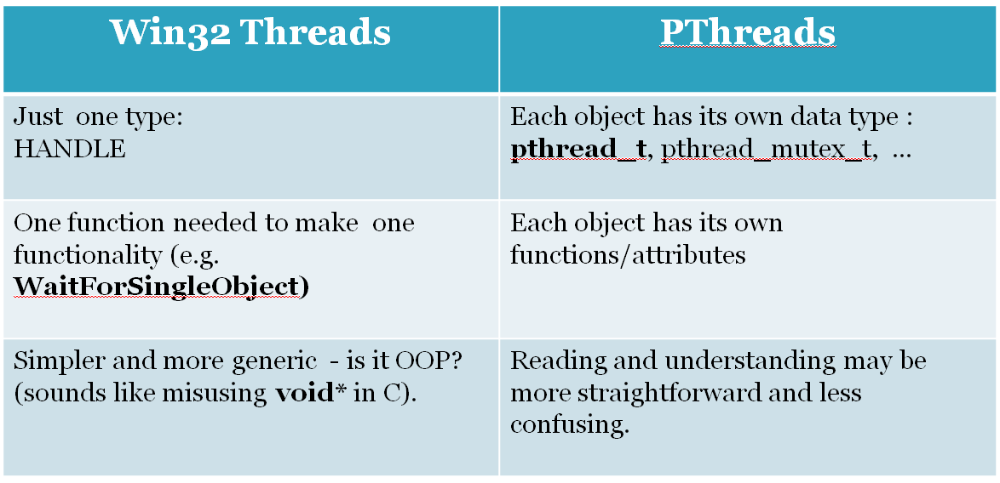 Win32 Threads
PThreads
Just  one type:
HANDLE
Each object has its own data type :
pthread_t, pthread_mutex_t,  ...
One function needed to make  one
functionality (e.g.
WaitForSingleObject)
Each object has its own
functions/attributes
Simpler and more generic  - is it OOP?
(sounds like misusing void* in C).
Reading and understanding may be
more straightforward and less
confusing.